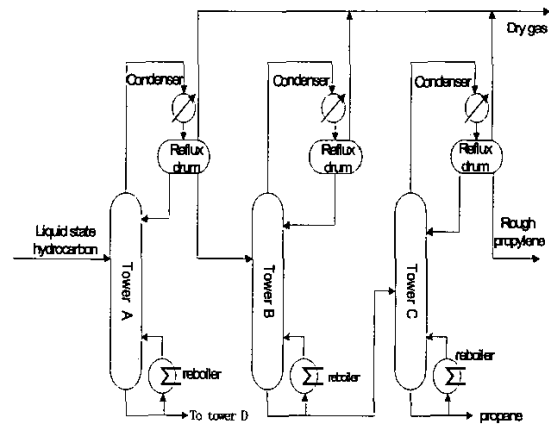 Dry gas
Condenser
Condenser
Condenser
Reflux
drum
Reflux
drum
Reflux
drum
Liquid state
hydrocarbon
Rough
propylene
Tower A
Tower B
Tower C
reboiler
reboiler
reboiler
To tower D
propane